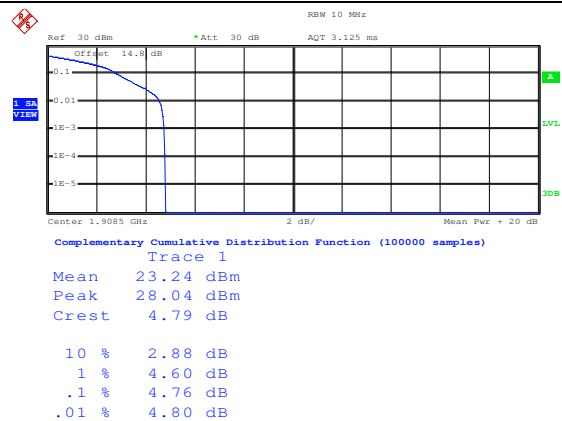 RBW 10 MHz
Ref 30 dBm *Att 30 dB AQT 3.125 ms
Offset 14.8 dB
0.1
A
0.01
1 SA
VIEW
1E-3
LVL
1E-4
1E-5
3DB
Center 1.9085 GHz 2 dB/ Mean Pwr + 20 dB
Complementary Cumulative Distribution Function (100000 samples)
Trace 1
Mean 23.24 dBm
Peak 28.04 dBm
Crest 4.79 dB
10 % 2.88 dB
1 % 4.60 dB
.1 % 4.76 dB
.01 % 4.80 dB